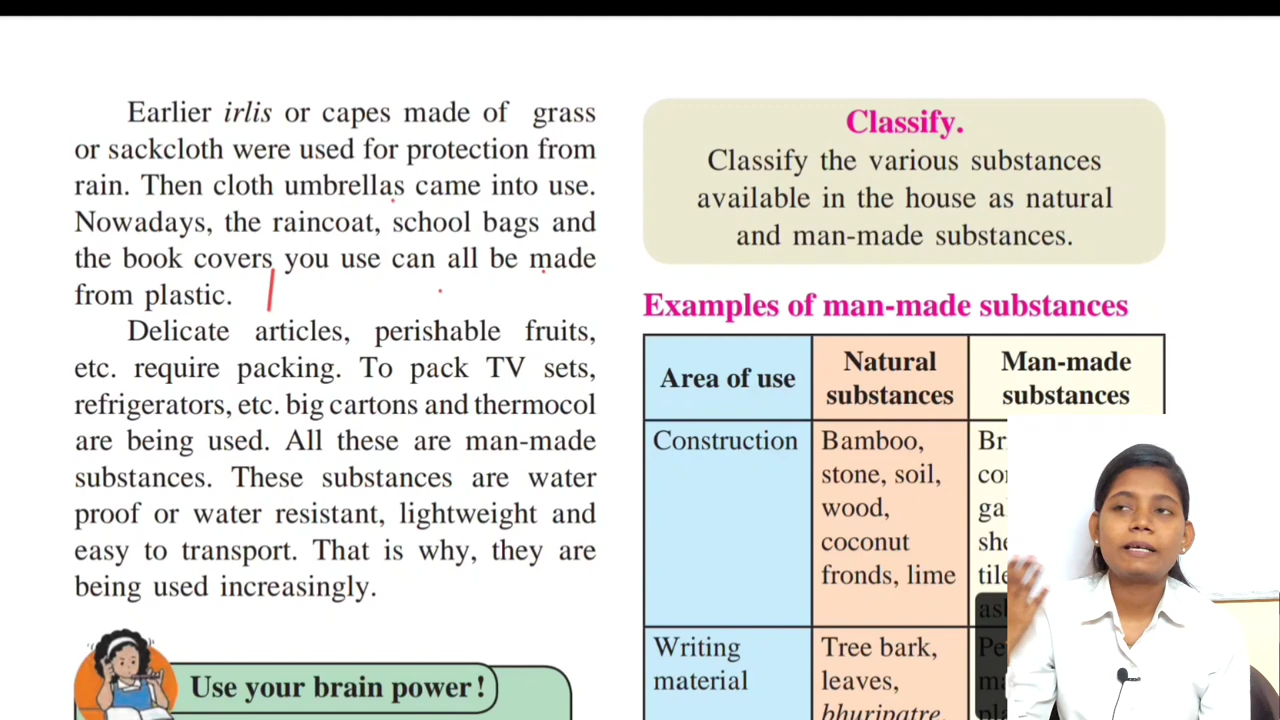 Earlier irlis or capes made of grass
or sackcloth were used for protection from
rain. Then cloth umbrellas came into use.
Nowadays, the raincoat, school bags and
the book covers you use can all be made
from plastic.
Delicate articles, perishable fruits,
etc. require packing. To pack TV sets,
refrigerators, etc. big cartons and thermocol
are being used. All these are man-made
substances. These substances are water
proof or water resistant, lightweight and
easy to transport. That is why, they are
being used increasingly.
Use your brain power!
Classify.
Classify the various substances
available in the house as natural
and man-made substances.
Examples of man-made substances
Area of use
Natural
substances
Man-made
substances
Construction
Bamboo,
stone, soil,
wood,
coconut
fronds, lime
Writing
material
Tree bark,
leaves,
bhurjpatre,